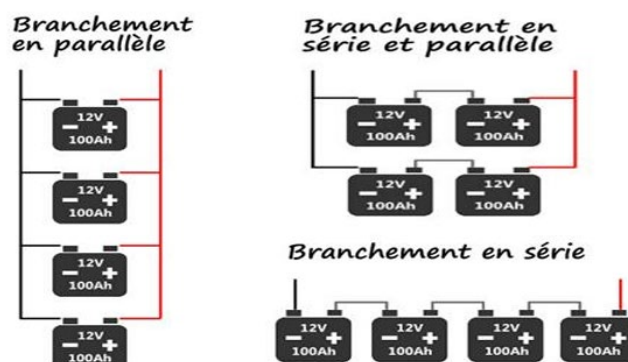 Branchement
en parallèle
12V
- +
100Ah
12V
- +
100Ah
12V
- +
100Ah
12V
- +
100Ah
Branchement en
série et parallèle
12V
- +
100Ah
12V
- +
100Ah
12V
- +
100Ah
12V
- +
100Ah
Branchement en série
12V
- +
100Ah
12V
- +
100Ah
12V
- +
100Ah
12V
- +
100Ah